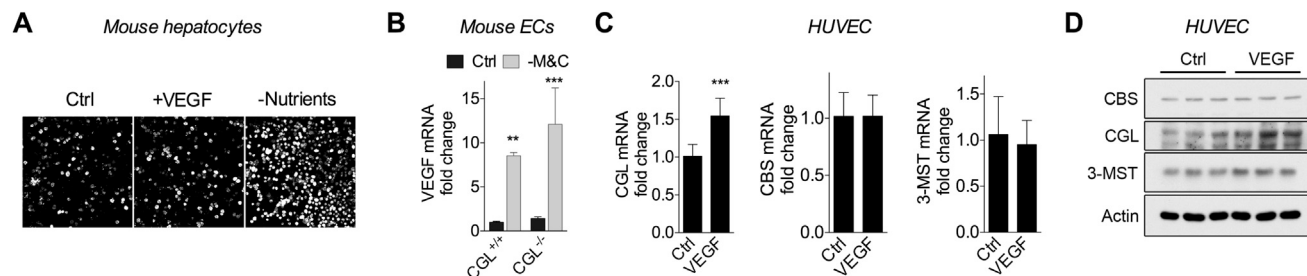 A
Mouse hepatocytes
Ctrl
+VEGF
-Nutrients
B
Mouse ECs
Ctrl
-M&C
VEGF mRNA
fold change
15
10
5
0
**
***
CGL+/+
CGL-/-
C
HUVEC
CGL mRNA
fold change
2.0
1.5
1.0
0.5
0.0
***
Ctrl
VEGF
CBS mRNA
fold change
1.0
0.5
0.0
Ctrl
VEGF
3-MST mRNA
fold change
1.5
1.0
0.5
0.0
Ctrl
VEGF
D
HUVEC
Ctrl
VEGF
CBS
CGL
3-MST
Actin